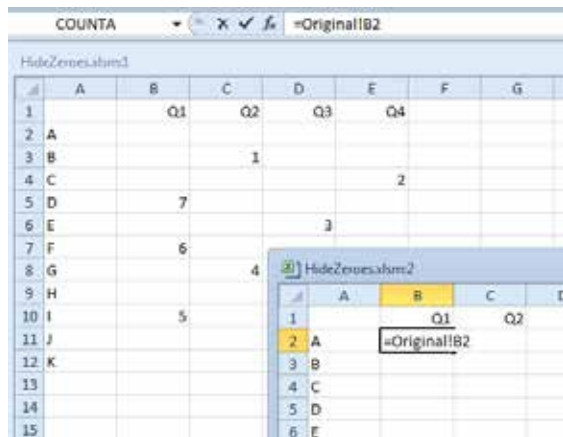 COUNTA =Original!B2
HideZeroes.xlsm:1
A B C D E F G
1 Q1 Q2 Q3 Q4
2 A
3 B 1
4 C 2
5 D 7
6 E 3
7 F 6
8 G 4
9 H
10 I 5
11 J
12 K
13
14
15
HideZeroes.xlsm:2
A B C
1 Q1 Q2
2 A =Original!B2
3 B
4 C
5 D
6 E